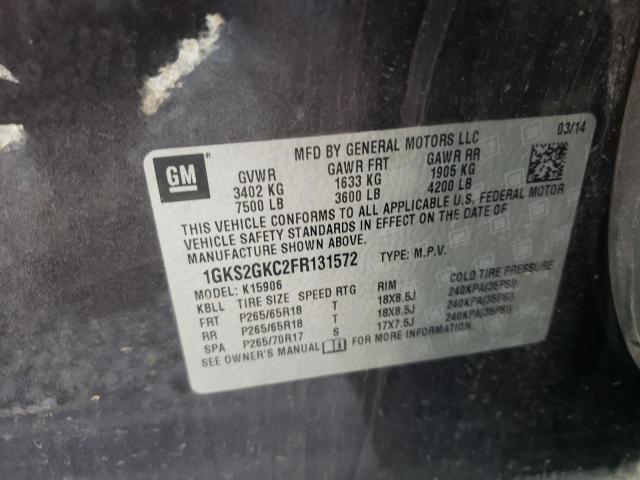 GM
MFD BY GENERAL MOTORS LLC
03/14
GVWR GAWR FRT GAWR RR
3402 KG 1633 KG 1905 KG
7500 LB 3600 LB 4200 LB
THIS VEHICLE CONFORMS TO ALL APPLICABLE U.S. FEDERAL MOTOR
VEHICLE SAFETY STANDARDS IN EFFECT ON THE DATE OF
MANUFACTURE SHOWN ABOVE.
1GKS2GKC2FR131572 TYPE: M.P.V.
MODEL: K15906
KBLL TIRE SIZE SPEED RTG RIM COLD TIRE PRESSURE
FRT P265/65R18 T 18X8.5J 240KPA(35PSI)
RR P265/65R18 T 18X8.5J 240KPA(35PSI)
SPA P265/70R17 S 17X7.5J 240KPA(35PSI)
SEE OWNER'S MANUAL FOR MORE INFORMATION.